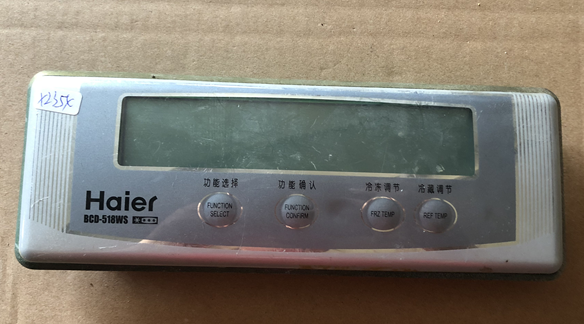 功能选择 功能确认 冷冻调节 冷藏调节
Haier
FUNCTION SELECT
FUNCTION CONFIRM
FRZ TEMP
REF TEMP
BCD-518WS